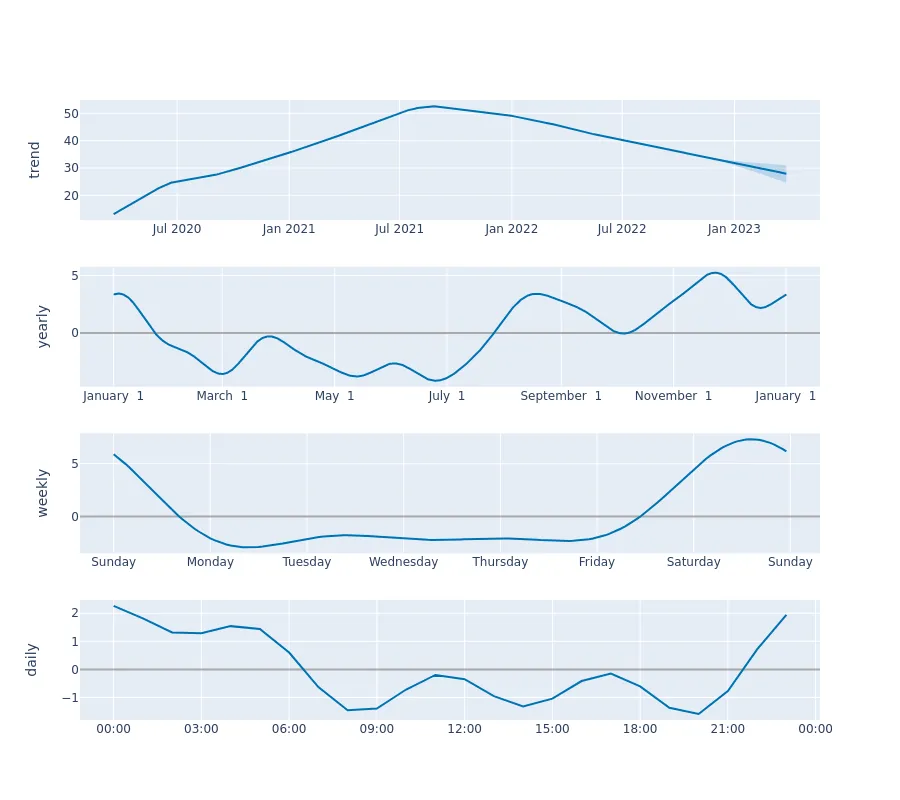 trend
50
40
30
20
Jul 2020 Jan 2021 Jul 2021 Jan 2022 Jul 2022 Jan 2023
yearly
5
0
January 1 March 1 May 1 July 1 September 1 November 1 January 1
weekly
5
0
Sunday Monday Tuesday Wednesday Thursday Friday Saturday Sunday
daily
2
1
0
−1
00:00 03:00 06:00 09:00 12:00 15:00 18:00 21:00 00:00